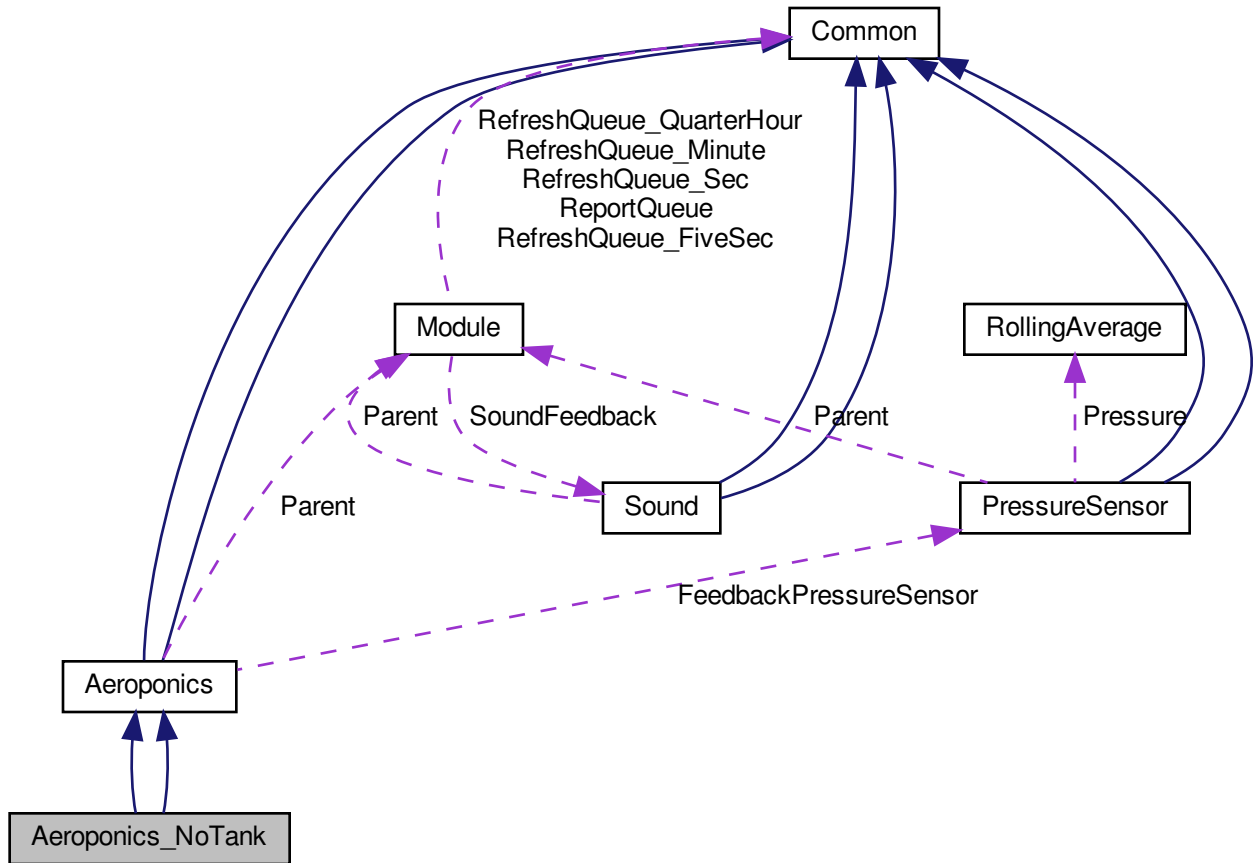 Common
RefreshQueue_QuarterHour
RefreshQueue_Minute
RefreshQueue_Sec
ReportQueue
RefreshQueue_FiveSec
Module
RollingAverage
Parent
SoundFeedback
Parent
Pressure
Parent
Sound
PressureSensor
FeedbackPressureSensor
Aeroponics
Aeroponics_NoTank